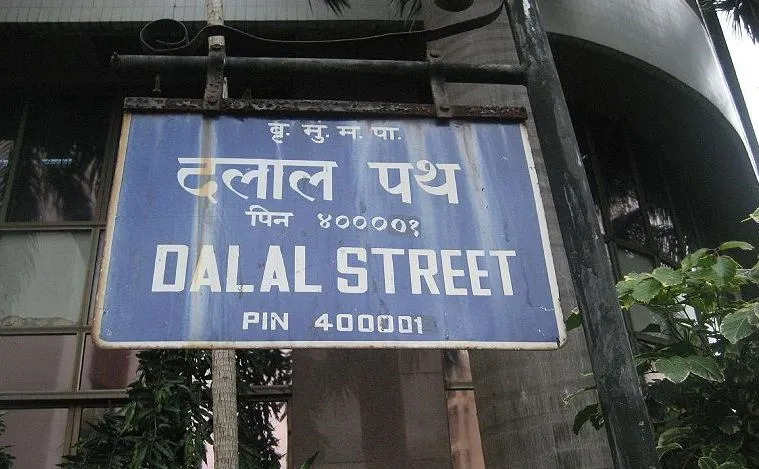 बृ. मुं. म. पा.
दलाल पथ
पिन ४००००१
DALAL STREET
PIN 400001